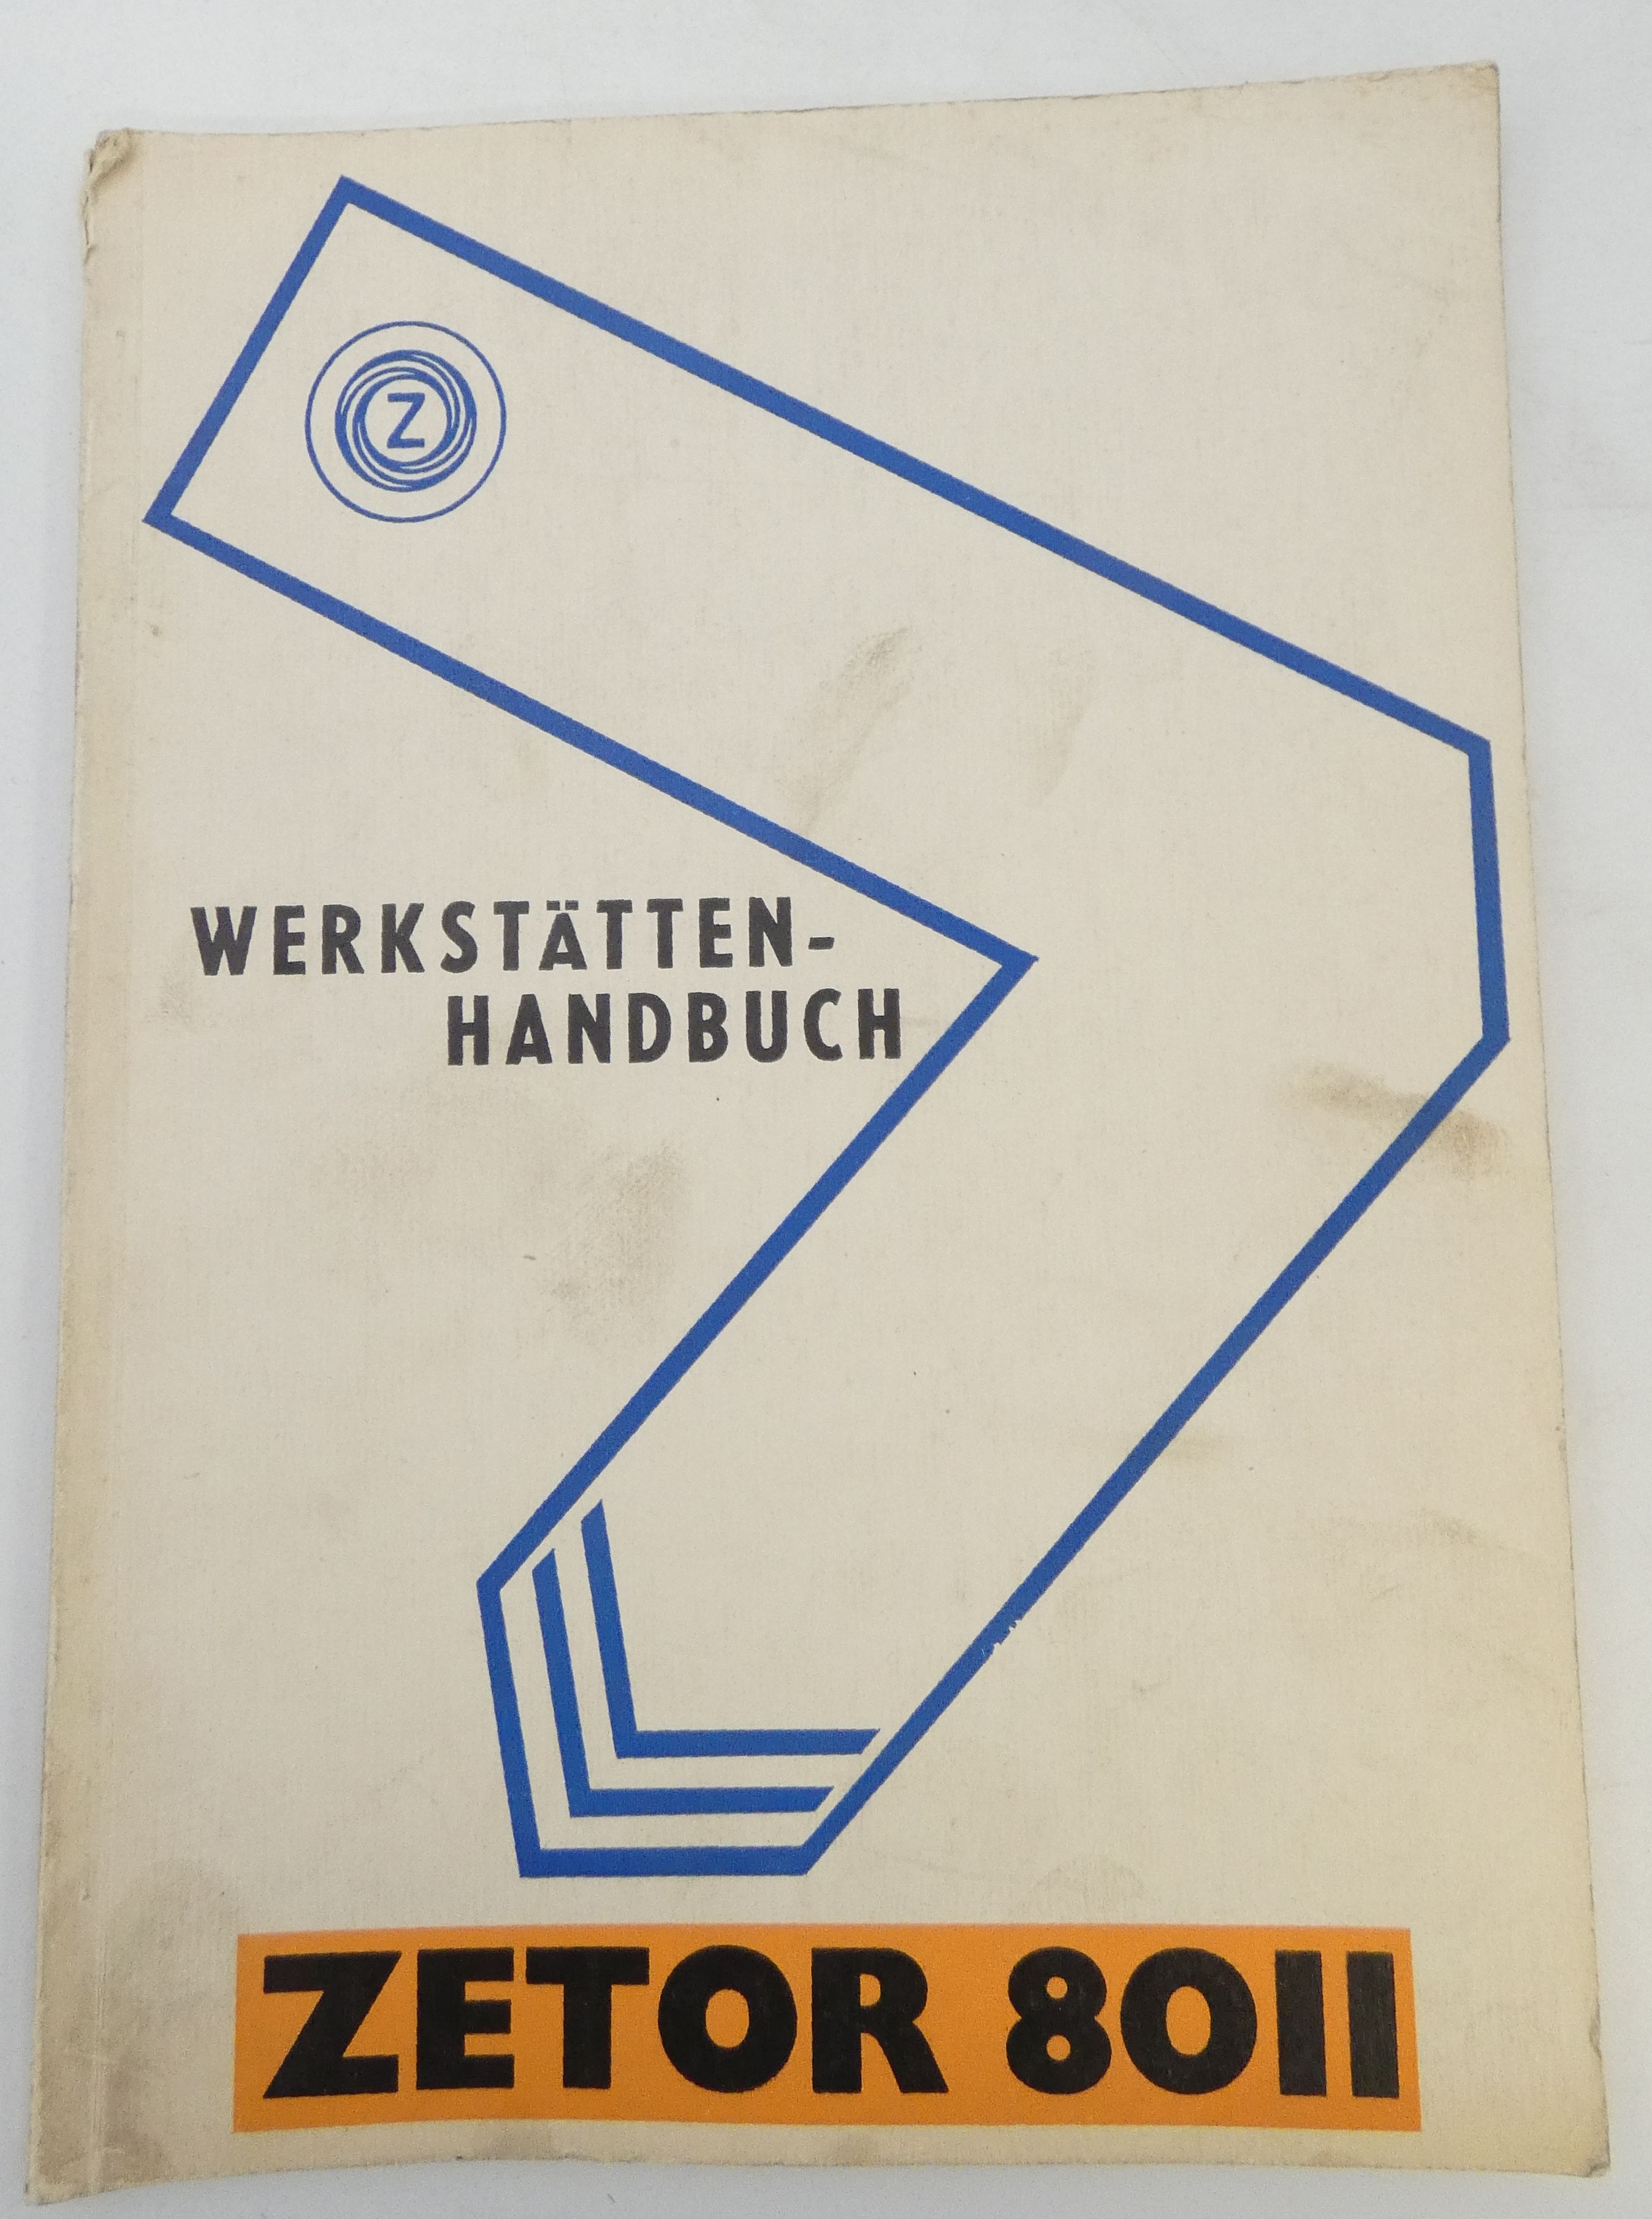 Z
WERKSTÄTTEN-
HANDBUCH
ZETOR 8011